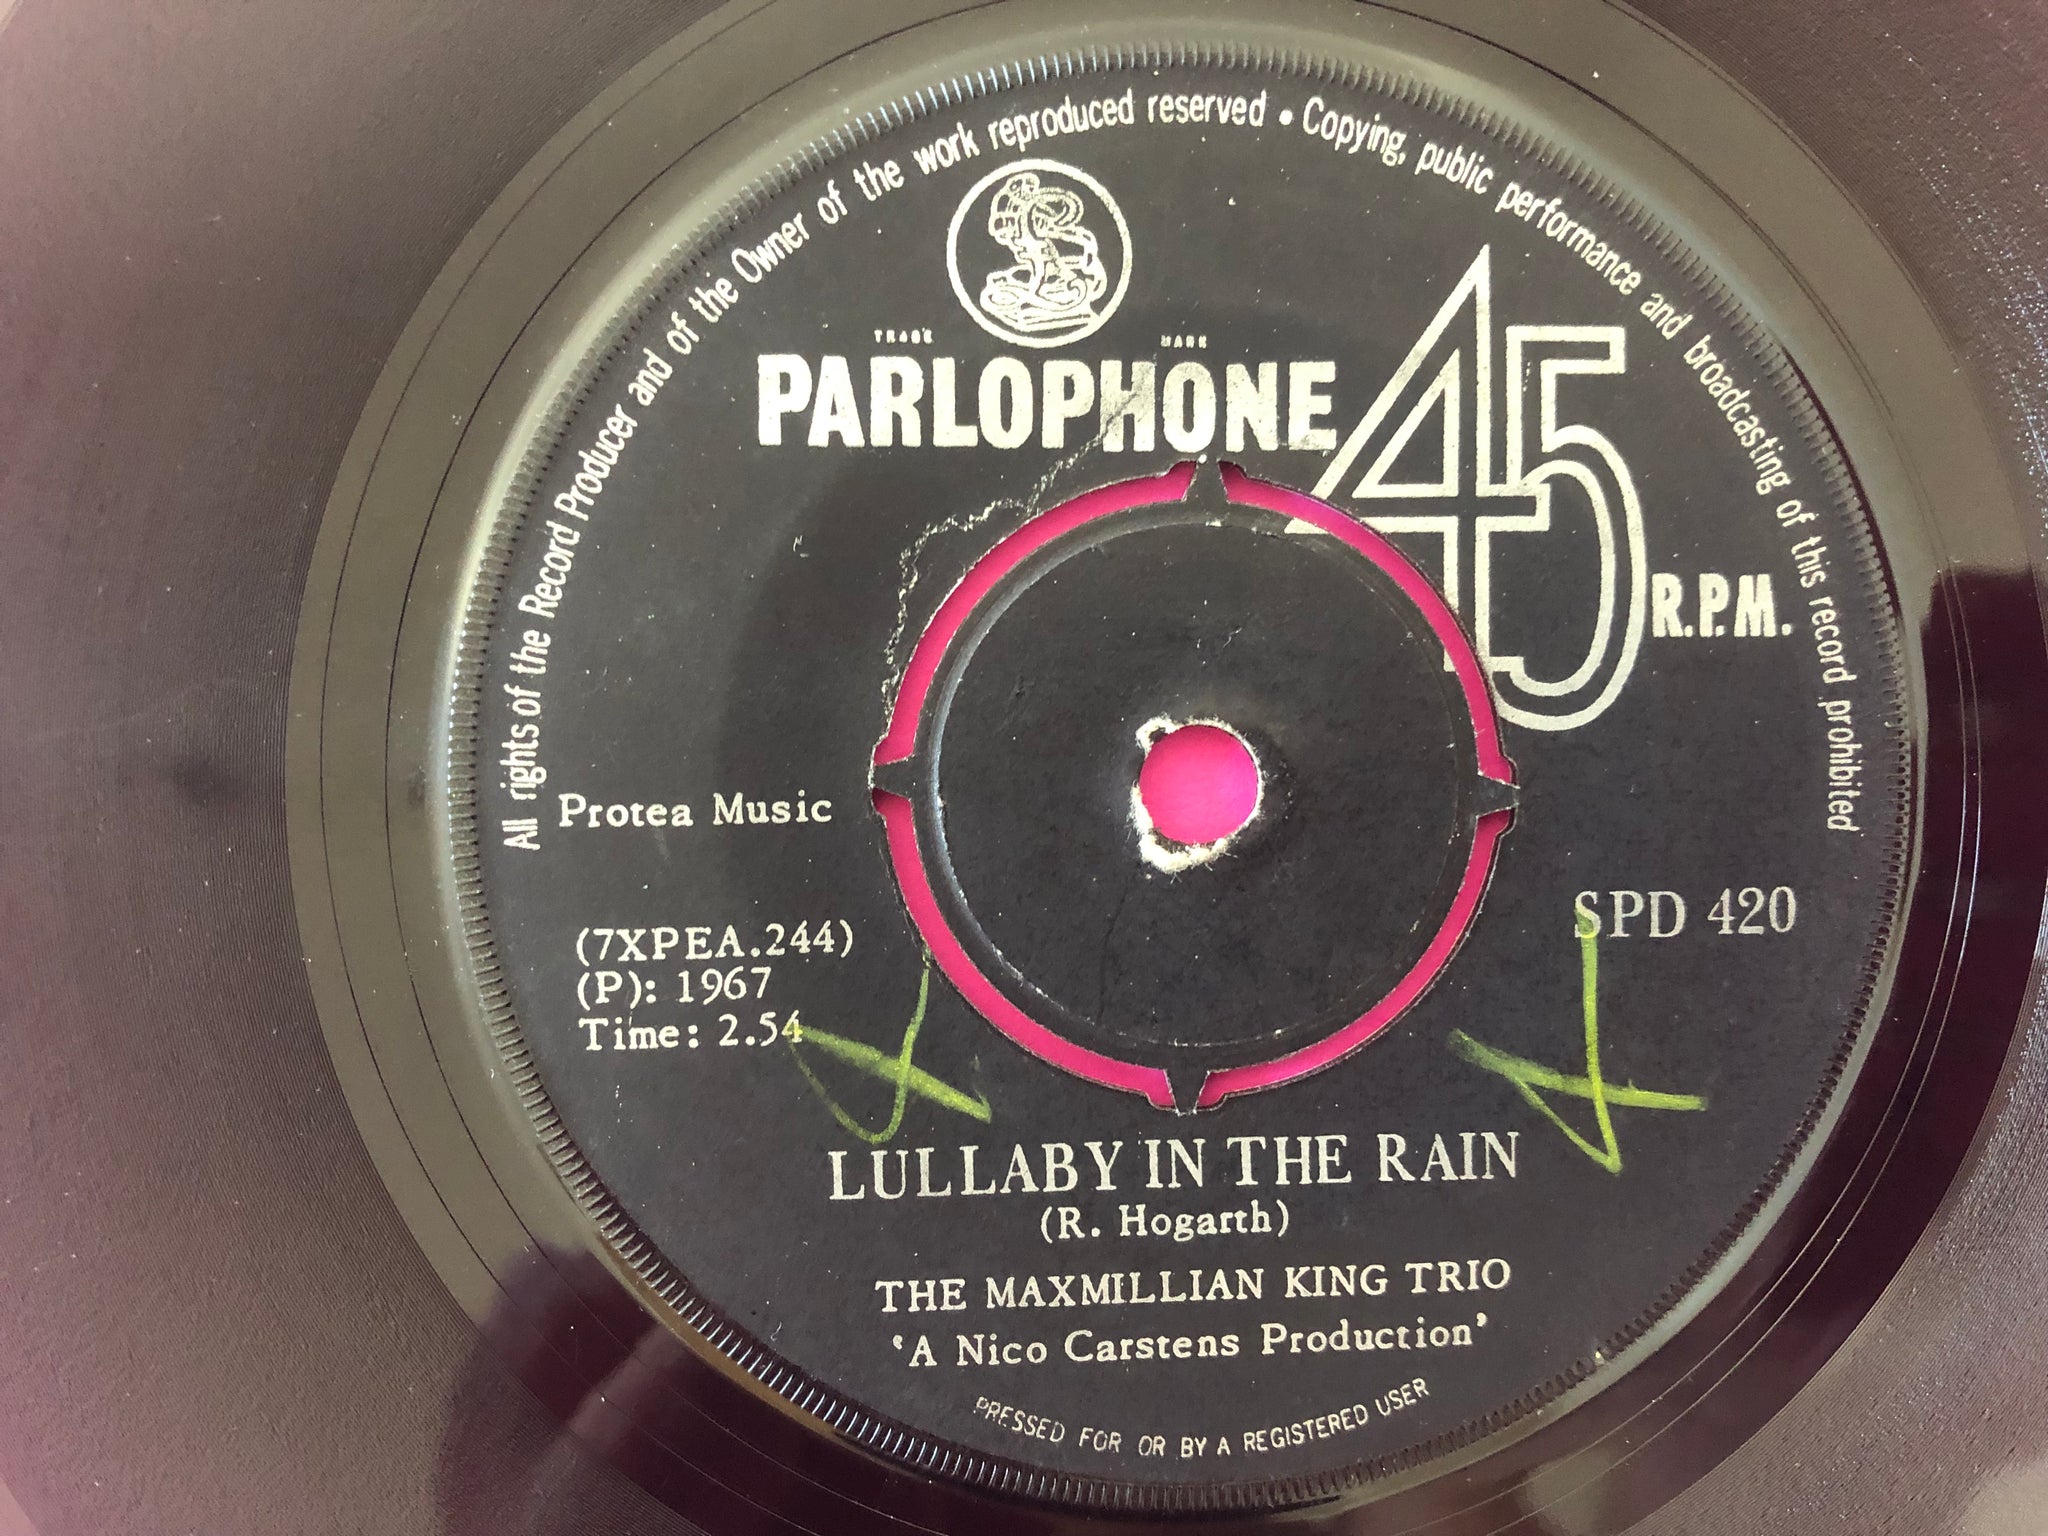 All rights of the Record Producer and of the Owner of the work reproduced reserved • Copying, public performance and broadcasting of this record prohibited
TRADE MARK
PARLOPHONE
45 R.P.M.
Protea Music
SPD 420
(7XPEA.244)
(P): 1967
Time: 2.54
LULLABY IN THE RAIN
(R. Hogarth)
THE MAXMILLIAN KING TRIO
‘A Nico Carstens Production’
PRESSED FOR OR BY A REGISTERED USER